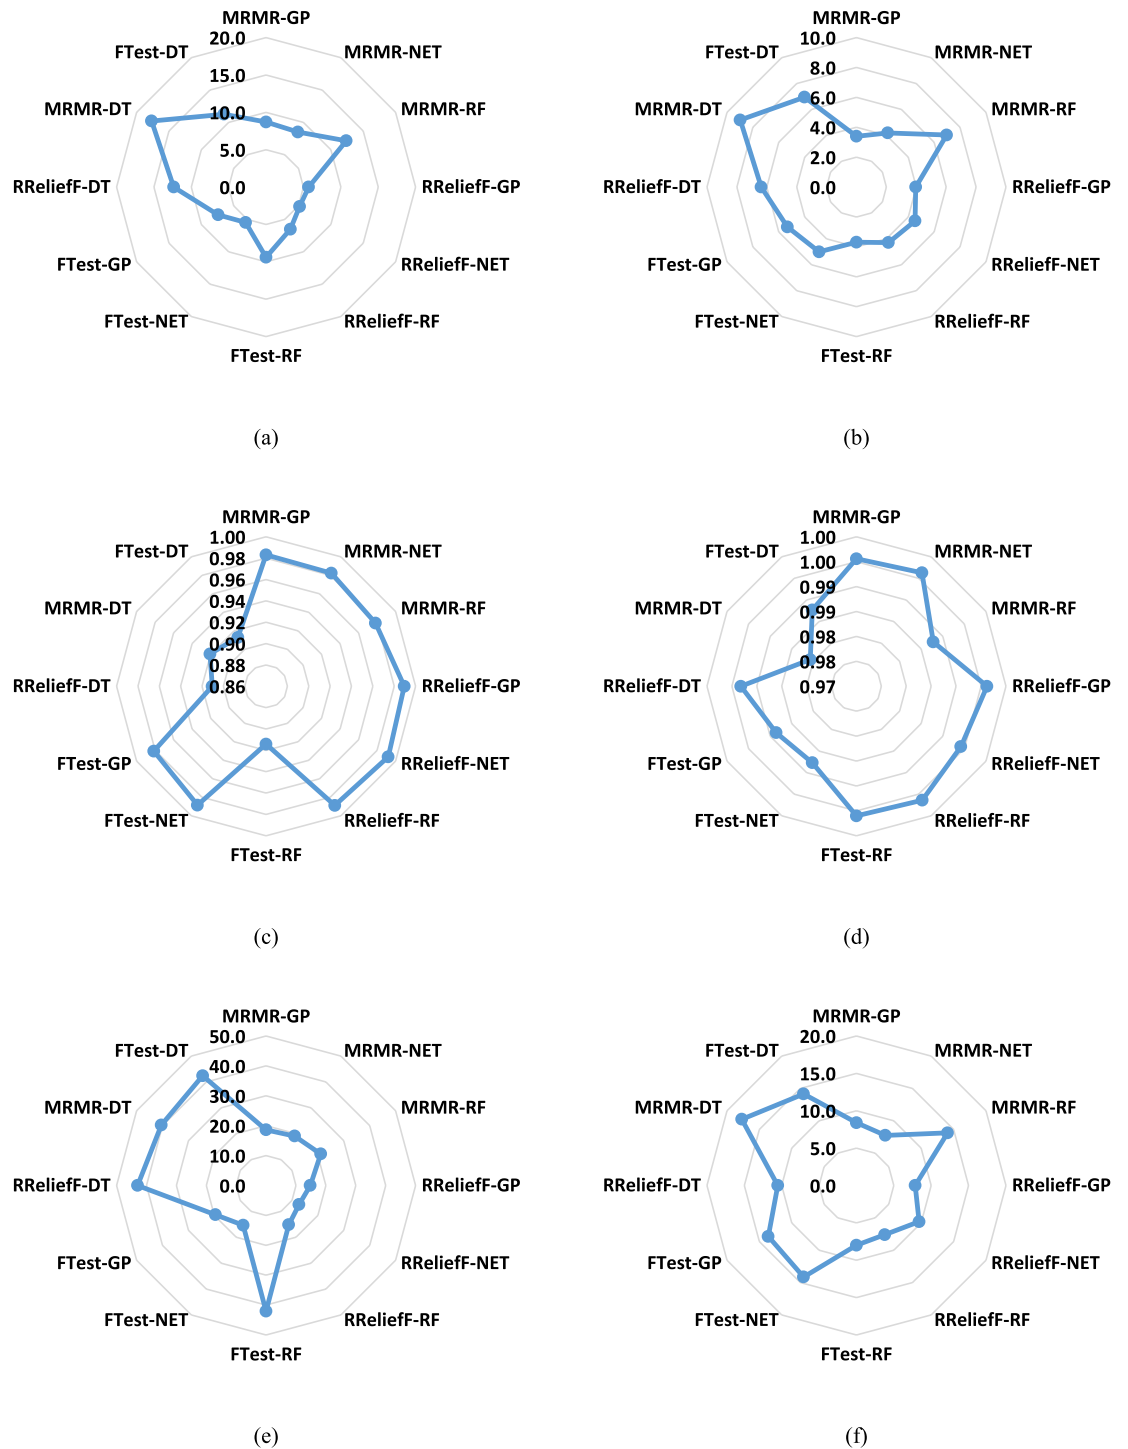 MRMR-GP
20.0
FTest-DT
MRMR-NET
15.0
MRMR-DT
10.0
MRMR-RF
5.0
RReliefF-DT
0.0
RReliefF-GP
FTest-GP
RReliefF-NET
FTest-NET
RReliefF-RF
FTest-RF
(a)
MRMR-GP
10.0
FTest-DT
MRMR-NET
8.0
MRMR-DT
6.0
MRMR-RF
4.0
2.0
RReliefF-DT
0.0
RReliefF-GP
FTest-GP
RReliefF-NET
FTest-NET
RReliefF-RF
FTest-RF
(b)
MRMR-GP
1.00
FTest-DT
MRMR-NET
0.98
0.96
MRMR-DT
0.94
MRMR-RF
0.92
0.90
0.88
RReliefF-DT
0.86
RReliefF-GP
FTest-GP
RReliefF-NET
FTest-NET
RReliefF-RF
FTest-RF
(c)
MRMR-GP
1.00
FTest-DT
MRMR-NET
1.00
0.99
MRMR-DT
0.99
MRMR-RF
0.98
0.98
RReliefF-DT
0.97
RReliefF-GP
FTest-GP
RReliefF-NET
FTest-NET
RReliefF-RF
FTest-RF
(d)
MRMR-GP
50.0
FTest-DT
MRMR-NET
40.0
30.0
MRMR-DT
MRMR-RF
20.0
10.0
RReliefF-DT
0.0
RReliefF-GP
FTest-GP
RReliefF-NET
FTest-NET
RReliefF-RF
FTest-RF
(e)
MRMR-GP
20.0
FTest-DT
MRMR-NET
15.0
MRMR-DT
10.0
MRMR-RF
5.0
RReliefF-DT
0.0
RReliefF-GP
FTest-GP
RReliefF-NET
FTest-NET
RReliefF-RF
FTest-RF
(f)